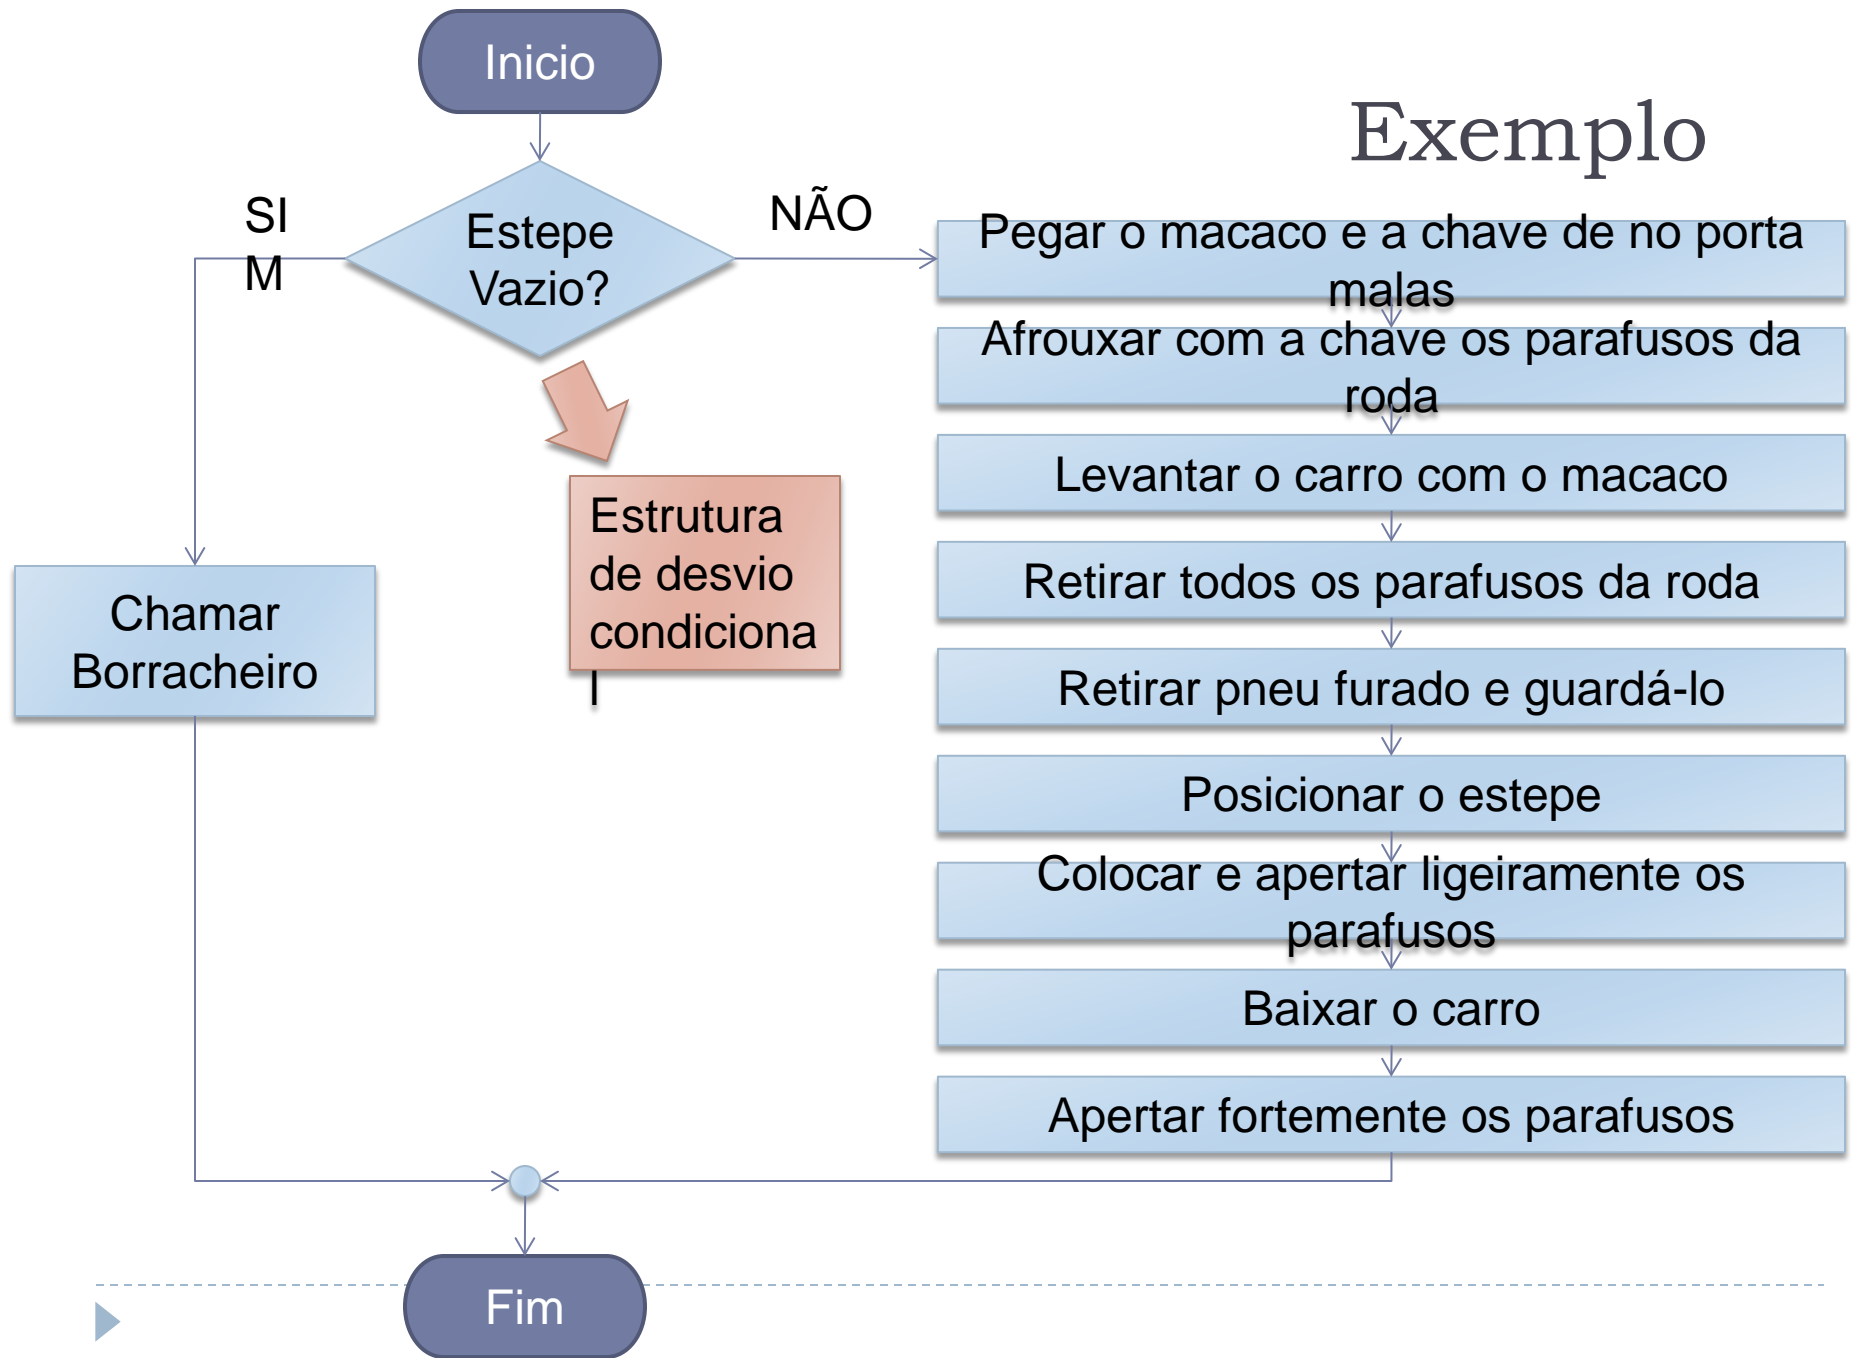 Inicio
Exemplo
SI
M
Estepe
Vazio?
NÃO
Pegar o macaco e a chave de no porta
malas
Afrouxar com a chave os parafusos da
roda
Levantar o carro com o macaco
Estrutura
de desvio
condiciona
l
Retirar todos os parafusos da roda
Chamar
Borracheiro
Retirar pneu furado e guardá-lo
Posicionar o estepe
Colocar e apertar ligeiramente os
parafusos
Baixar o carro
Apertar fortemente os parafusos
Fim